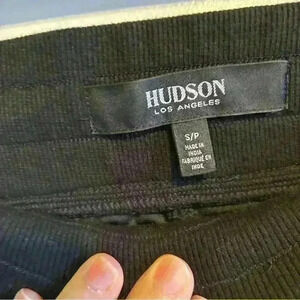 HUDSON
LOS ANGELES
S/P
MADE IN
INDIA
FABRIQUÉ EN
INDE